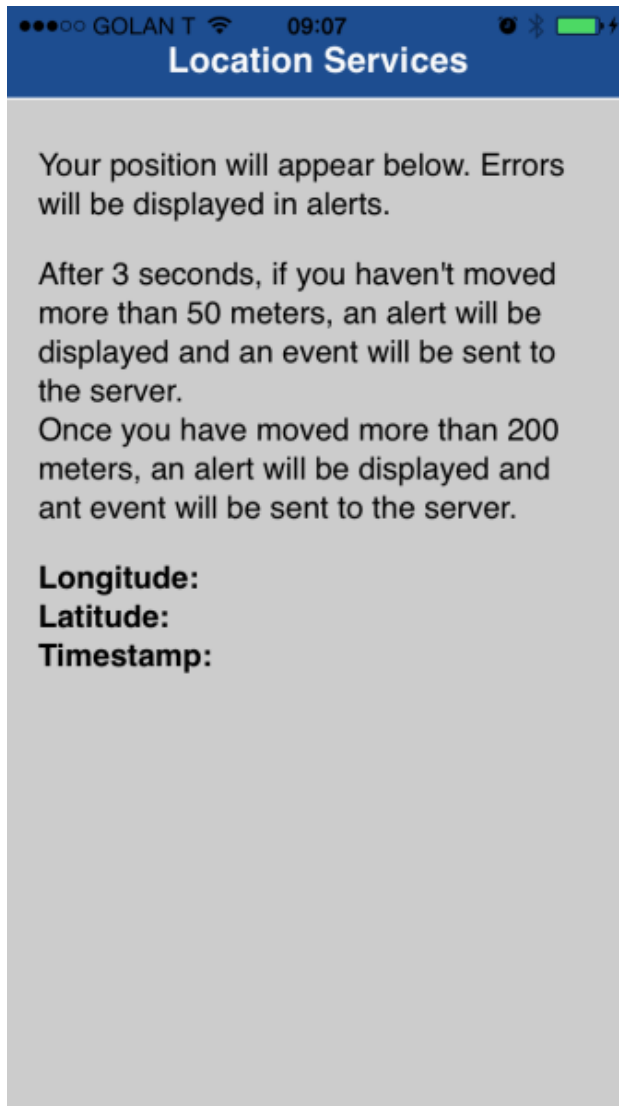 GOLAN T 09:07
Location Services
Your position will appear below. Errors
will be displayed in alerts.
After 3 seconds, if you haven't moved
more than 50 meters, an alert will be
displayed and an event will be sent to
the server.
Once you have moved more than 200
meters, an alert will be displayed and
ant event will be sent to the server.
Longitude:
Latitude:
Timestamp: